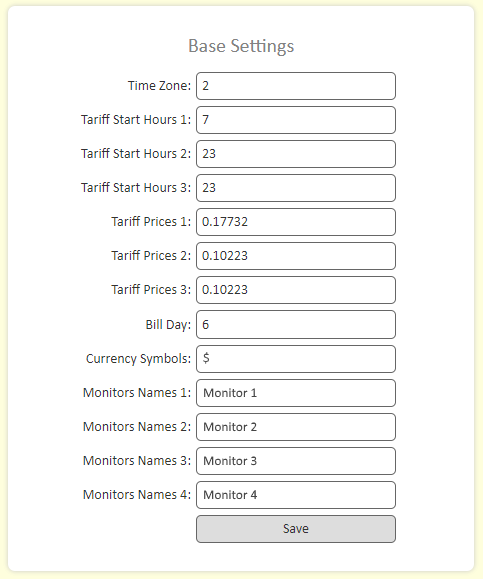 Base Settings
Time Zone: 2
Tariff Start Hours 1: 7
Tariff Start Hours 2: 23
Tariff Start Hours 3: 23
Tariff Prices 1: 0.17732
Tariff Prices 2: 0.10223
Tariff Prices 3: 0.10223
Bill Day: 6
Currency Symbols: $
Monitors Names 1: Monitor 1
Monitors Names 2: Monitor 2
Monitors Names 3: Monitor 3
Monitors Names 4: Monitor 4
Save